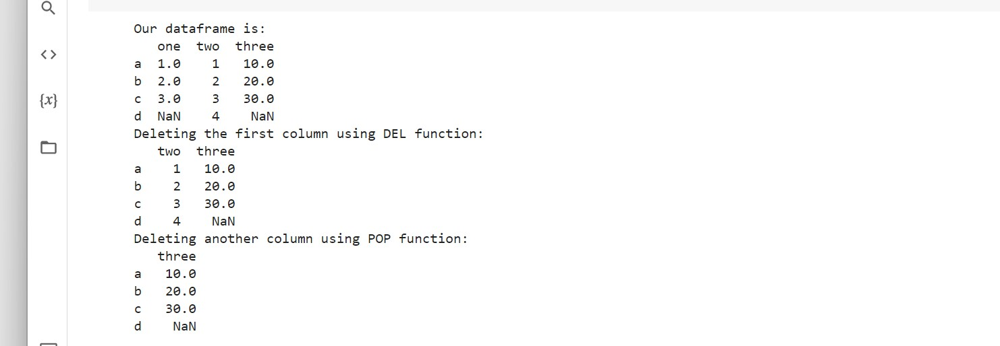 {x}
Our dataframe is:
   one  two  three
a  1.0    1   10.0
b  2.0    2   20.0
c  3.0    3   30.0
d  NaN    4    NaN
Deleting the first column using DEL function:
   two  three
a    1   10.0
b    2   20.0
c    3   30.0
d    4    NaN
Deleting another column using POP function:
   three
a   10.0
b   20.0
c   30.0
d    NaN